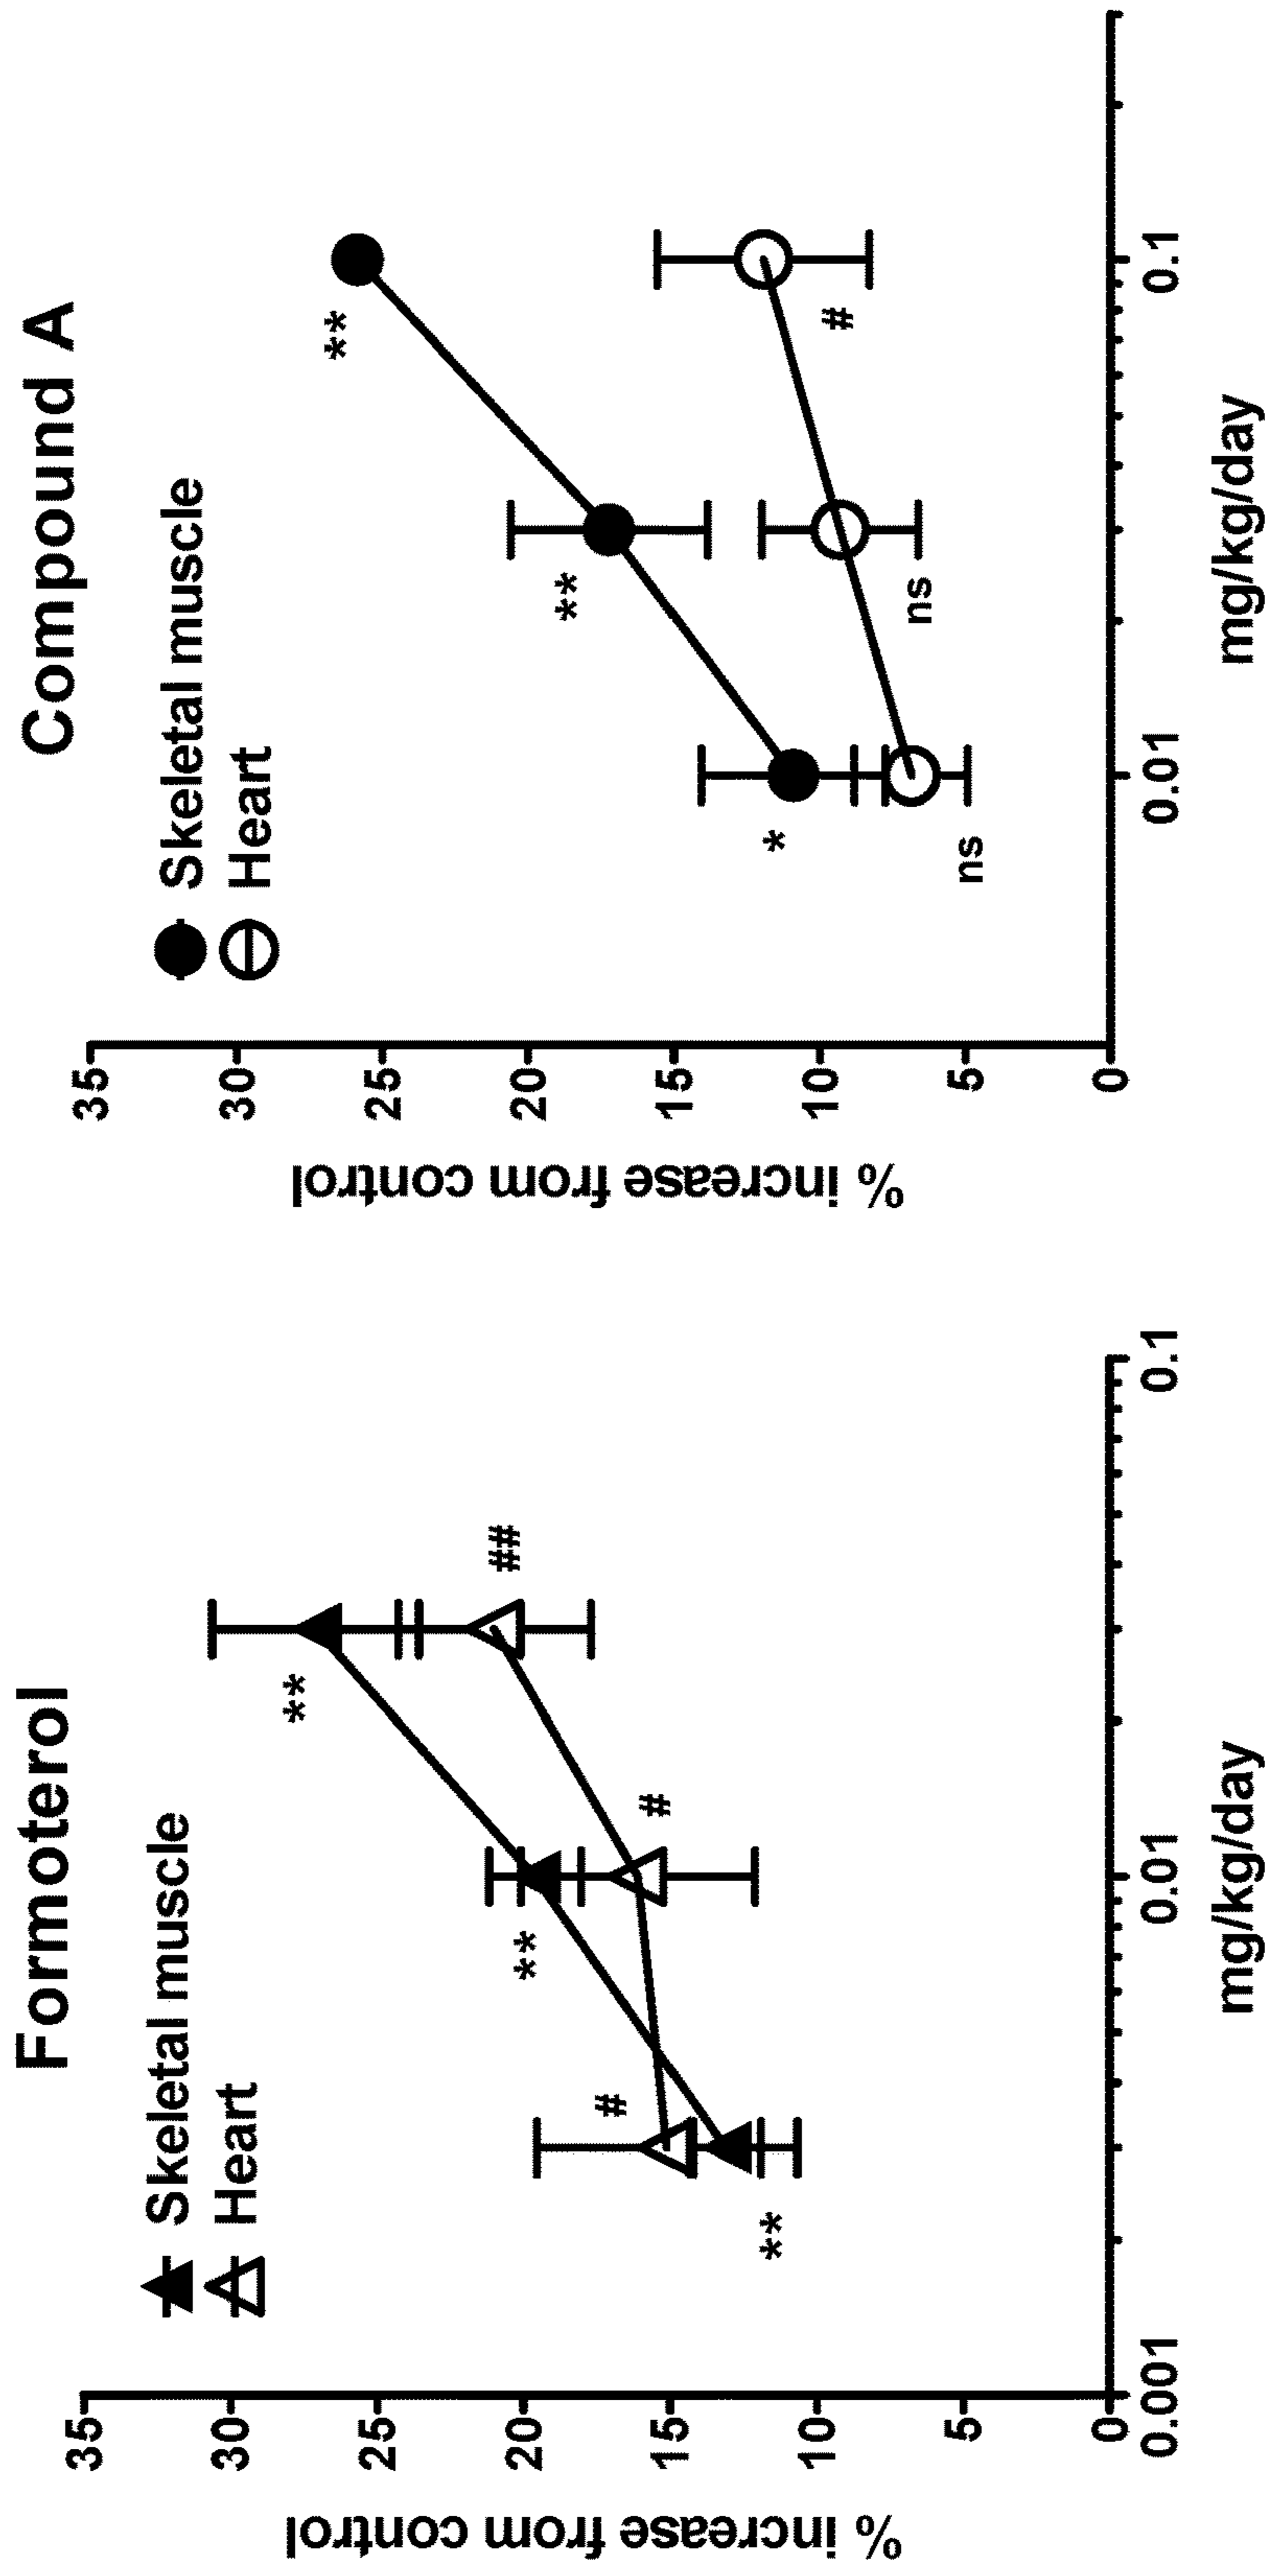 Formoterol
Skeletal muscle
Heart
% increase from control
35
30
25
20
15
10
5
0
**
**
**
#
#
##
0.001
0.01
0.1
mg/kg/day
Compound A
Skeletal muscle
Heart
% increase from control
35
30
25
20
15
10
5
0
*
**
**
ns
ns
#
0.01
0.1
mg/kg/day